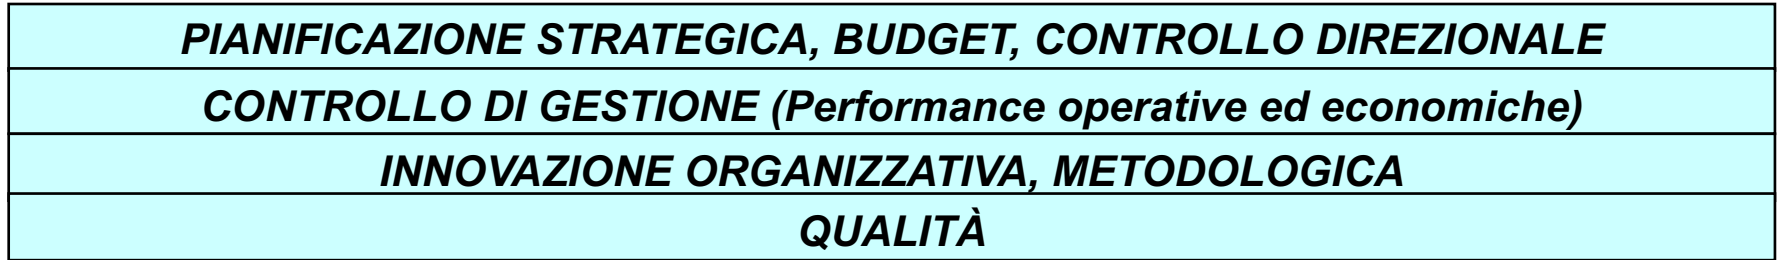 PIANIFICAZIONE STRATEGICA, BUDGET, CONTROLLO DIREZIONALE
CONTROLLO DI GESTIONE (Performance operative ed economiche)
INNOVAZIONE ORGANIZZATIVA, METODOLOGICA
QUALITÀ